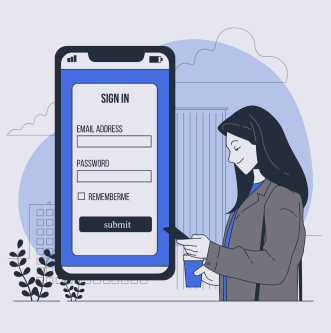 SIGN IN
EMAIL ADDRESS
PASSWORD
REMEMBERME
submit